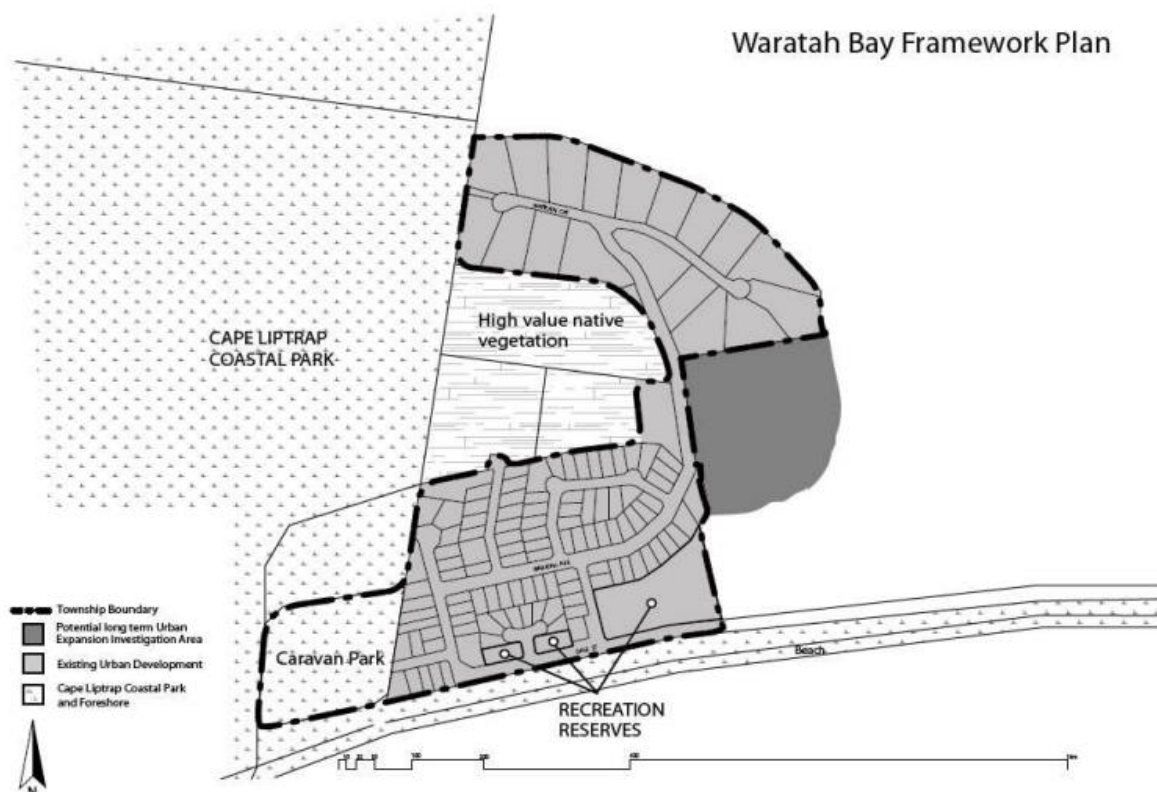 Waratah Bay Framework Plan
High value native
vegetation
CAPE LIPTRAP
COASTAL PARK
Township Boundary
Potential long term Urban
Expansion Investigation Area
Existing Urban Development
Cape Liptrap Coastal Park
and Foreshore
Caravan Park
Beach
RECREATION
RESERVES
N